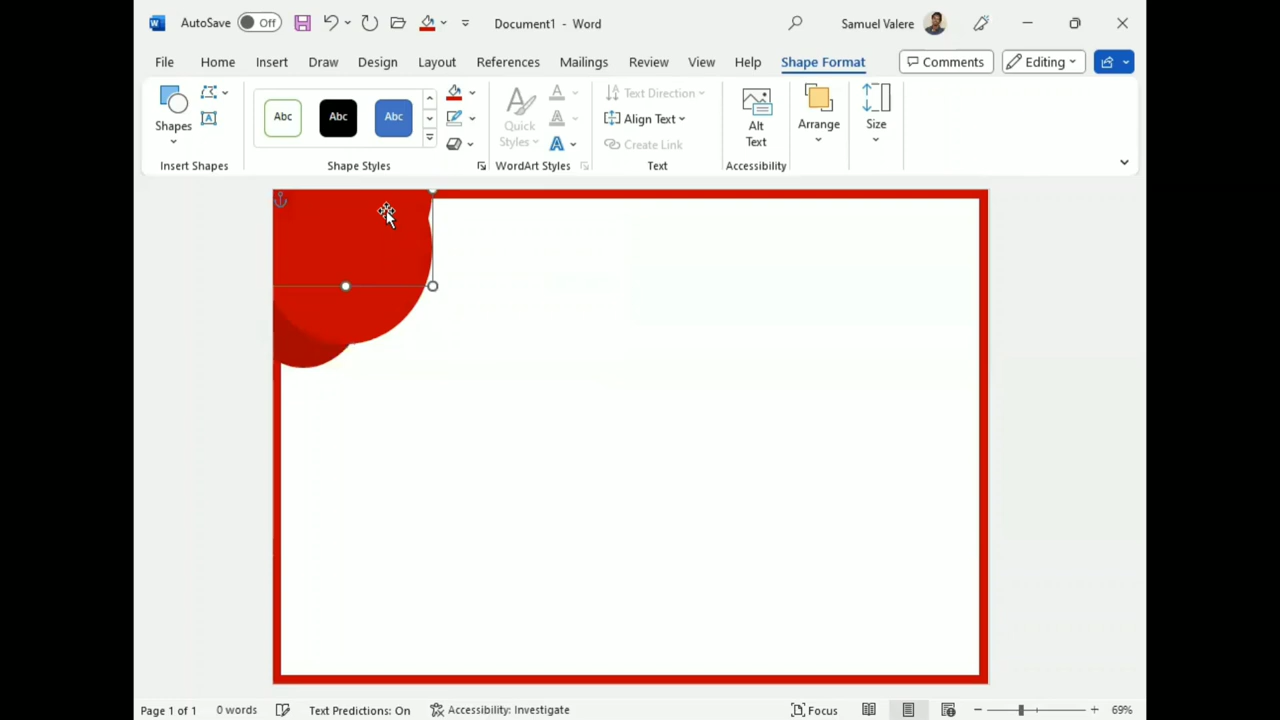 AutoSave Off Document1 - Word Samuel Valere
File Home Insert Draw Design Layout References Mailings Review View Help Shape Format Comments Editing
Shapes
Abc Abc Abc
Quick Styles
Text Direction
Align Text
Create Link
Alt Text
Arrange
Size
Insert Shapes Shape Styles WordArt Styles Text Accessibility
Page 1 of 1 0 words Text Predictions: On Accessibility: Investigate Focus 69%